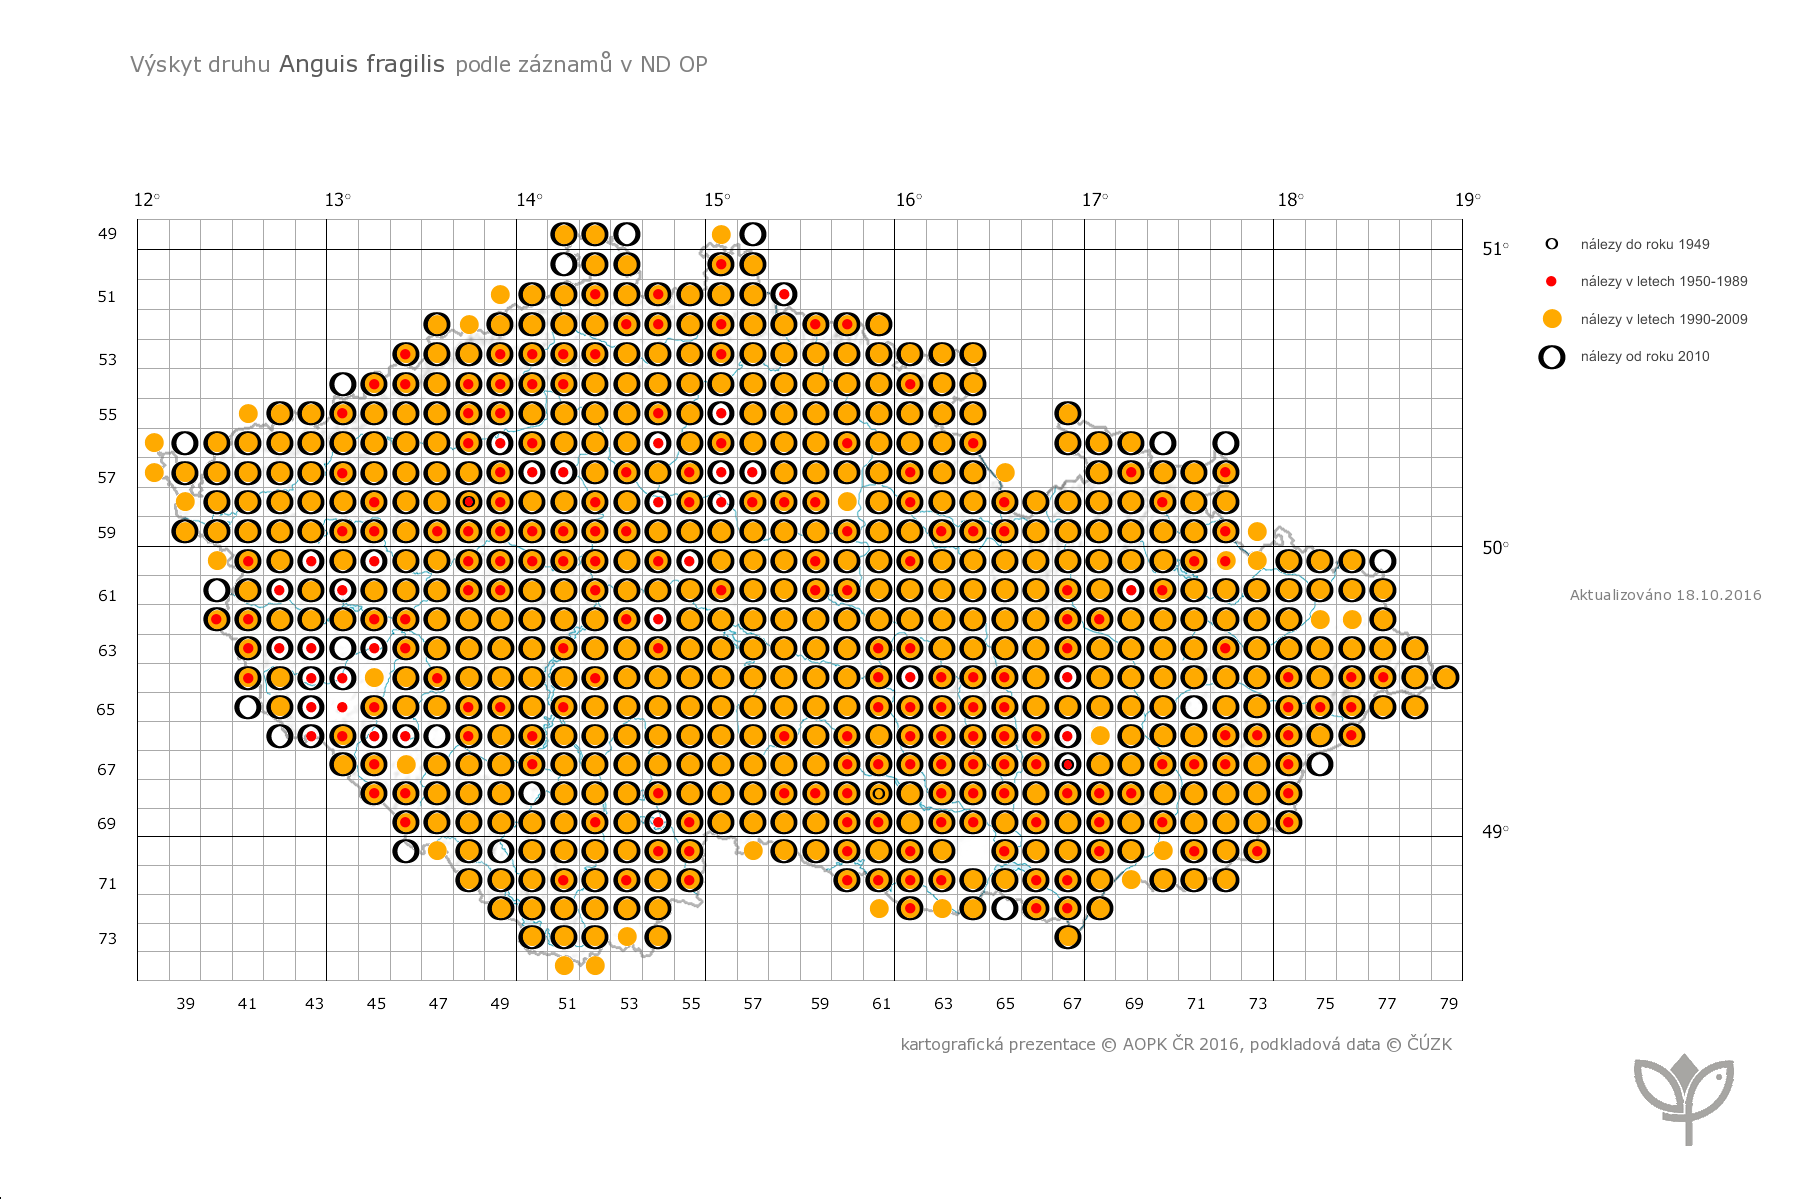 Výskyt druhu Anguis fragilis podle záznamů v ND OP
12° 13° 14° 15° 16° 17° 18° 19°
49
51°
nálezy do roku 1949
51
nálezy v letech 1950-1989
nálezy v letech 1990-2009
53
nálezy od roku 2010
55
57
59
50°
61
Aktualizováno 18.10.2016
63
65
67
69
49°
71
73
39 41 43 45 47 49 51 53 55 57 59 61 63 65 67 69 71 73 75 77 79
kartografická prezentace © AOPK ČR 2016, podkladová data © ČÚZK